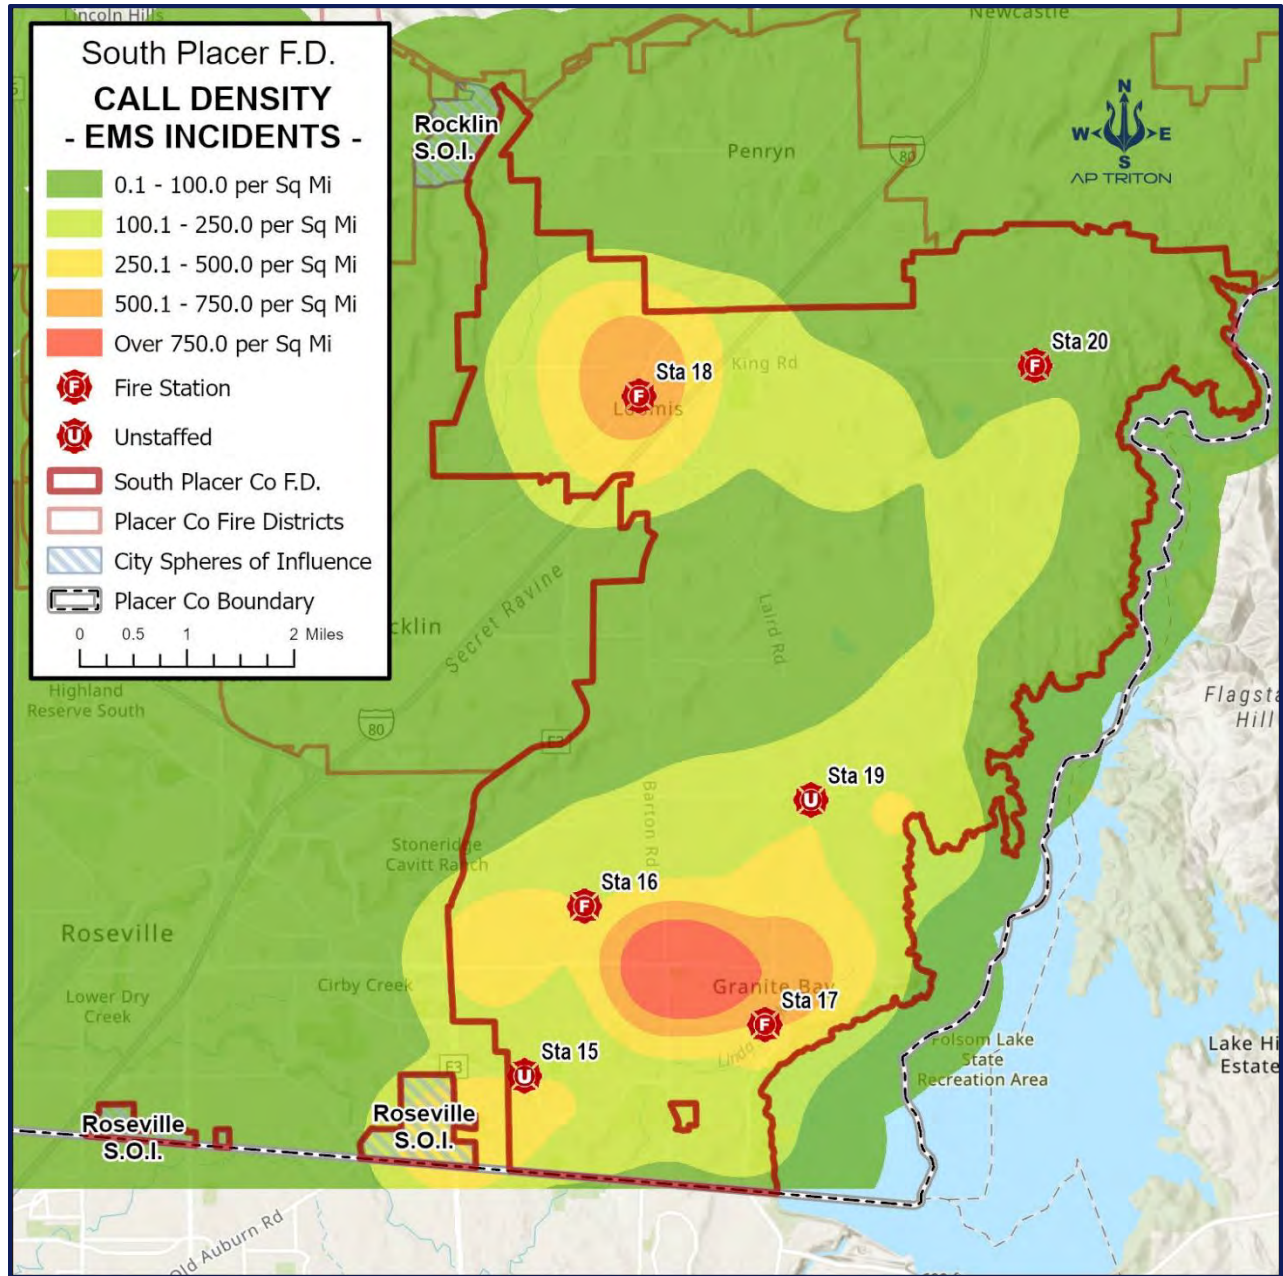 Lincoln Hills
Newcastle
South Placer F.D.
CALL DENSITY
- EMS INCIDENTS -
0.1 - 100.0 per Sq Mi
100.1 - 250.0 per Sq Mi
250.1 - 500.0 per Sq Mi
500.1 - 750.0 per Sq Mi
Over 750.0 per Sq Mi
F Fire Station
U Unstaffed
South Placer Co F.D.
Placer Co Fire Districts
City Spheres of Influence
Placer Co Boundary
0 0.5 1 2 Miles
N
W E
S
AP TRITON
Rocklin
S.O.I.
Penryn
80
Sta 20
F
King Rd
Sta 18
F
Loomis
Secret Ravine
Laird Rd
cklin
Highland
Reserve South
80
E3
Flagsta
Hill
Sta 19
U
Barton Rd
Stoneridge
Cavitt Ranch
Sta 16
F
Roseville
Cirby Creek
Lower Dry
Creek
Granite Bay
Sta 17
F
Linda
Sta 15
U
E3
Folsom Lake
State
Recreation Area
Lake Hi
Estate
Roseville
S.O.I.
Roseville
S.O.I.
Old Auburn Rd